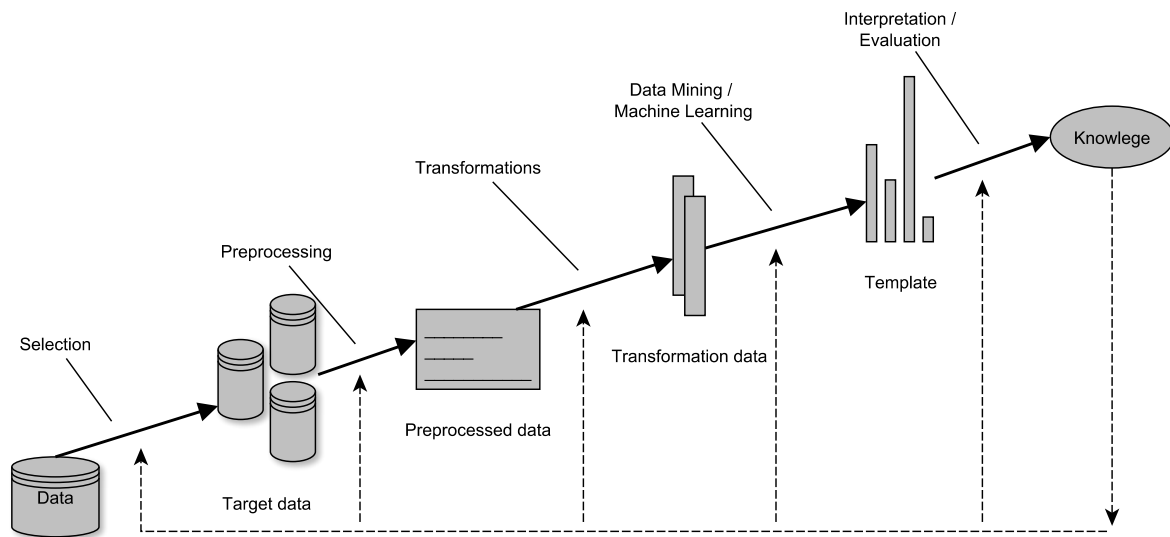 Interpretation /
Evaluation
Data Mining /
Machine Learning
Knowlege
Transformations
Preprocessing
Template
Selection
Transformation data
Preprocessed data
Data
Target data